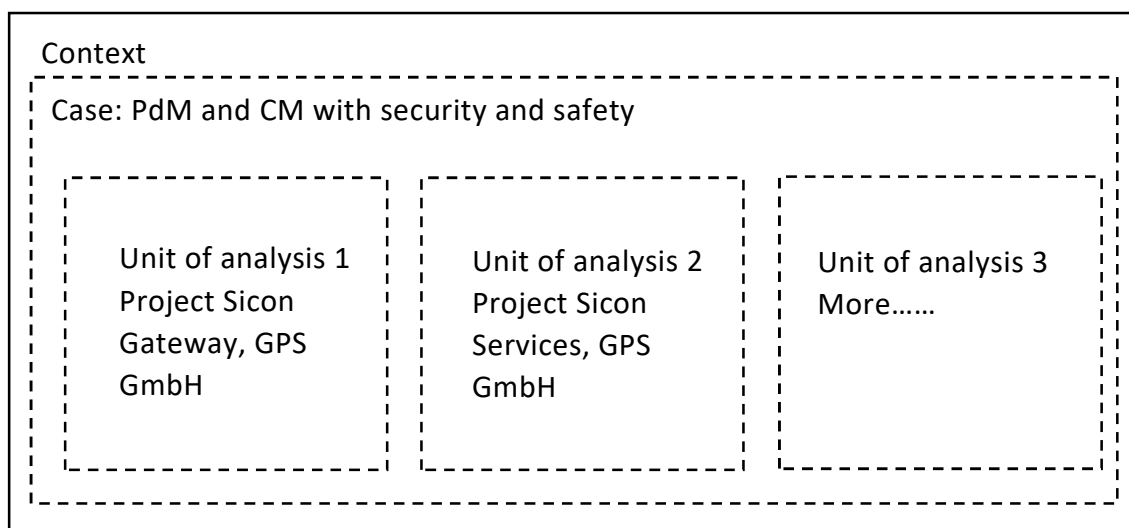 Context
Case: PdM and CM with security and safety
Unit of analysis 1
Project Sicon
Gateway, GPS
GmbH
Unit of analysis 2
Project Sicon
Services, GPS
GmbH
Unit of analysis 3
More……